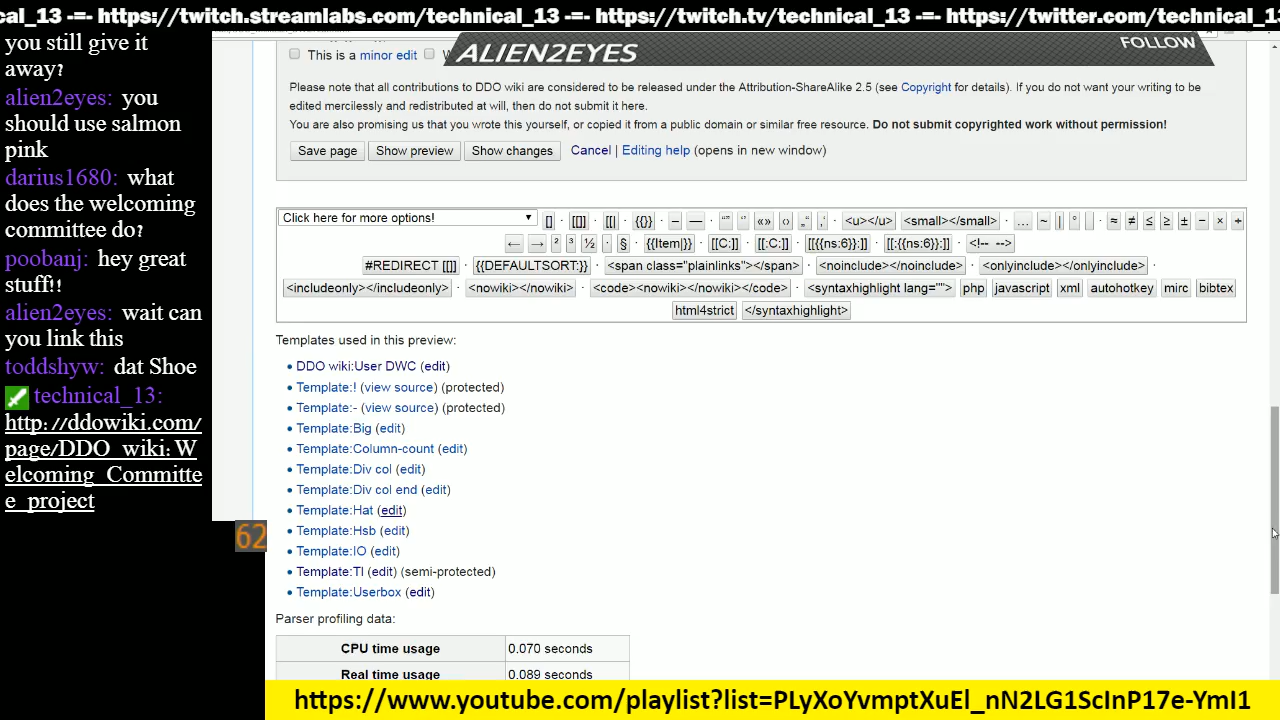 cal_13 -=- https://twitch.streamlabs.com/technical_13 -=- https://twitch.tv/technical_13 -=- https://twitter.com/technical_13
you still give it
away?
alien2eyes: you
should use salmon
pink
darius1680: what
does the welcoming
committee do?
poobanj: hey great
stuff!!
alien2eyes: wait can
you link this
toddshyw: dat Shoe
technical_13:
http://ddowiki.com/
page/DDO_wiki:W
elcoming_Committe
e_project
62
This is a minor edit
ALIEN2EYES
FOLLOW
Please note that all contributions to DDO wiki are considered to be released under the Attribution-ShareAlike 2.5 (see Copyright for details). If you do not want your writing to be
edited mercilessly and redistributed at will, then do not submit it here.
You are also promising us that you wrote this yourself, or copied it from a public domain or similar free resource. Do not submit copyrighted work without permission!
Save page Show preview Show changes Cancel | Editing help (opens in new window)
Click here for more options! [] · [[]] · [[| · {{}} · – — · “” ‘’ «» ‹› „“ ‚‘ · <u></u> · <small></small> · … ~ | ° · ≈ ≠ ≤ ≥ ± − × ÷
← → ² ³ ½ · § {{Item|}} [[C:]] [[:C:]] · [[{{ns:6}}:]] [[:{{ns:6}}:]] · <!-- -->
#REDIRECT [[]] · {{DEFAULTSORT:}} · <span class="plainlinks"></span> · <noinclude></noinclude> · <onlyinclude></onlyinclude> ·
<includeonly></includeonly> · <nowiki></nowiki> · <code><nowiki></nowiki></code> · <syntaxhighlight lang=""> php javascript xml autohotkey mirc bibtex
html4strict </syntaxhighlight>
Templates used in this preview:
DDO wiki:User DWC (edit)
Template:! (view source) (protected)
Template:- (view source) (protected)
Template:Big (edit)
Template:Column-count (edit)
Template:Div col (edit)
Template:Div col end (edit)
Template:Hat (edit)
Template:Hsb (edit)
Template:IO (edit)
Template:Tl (edit) (semi-protected)
Template:Userbox (edit)
Parser profiling data:
CPU time usage 0.070 seconds
Real time usage 0.089 seconds
https://www.youtube.com/playlist?list=PLyXoYvmptXuEl_nN2LG1ScInP17e-YmI1